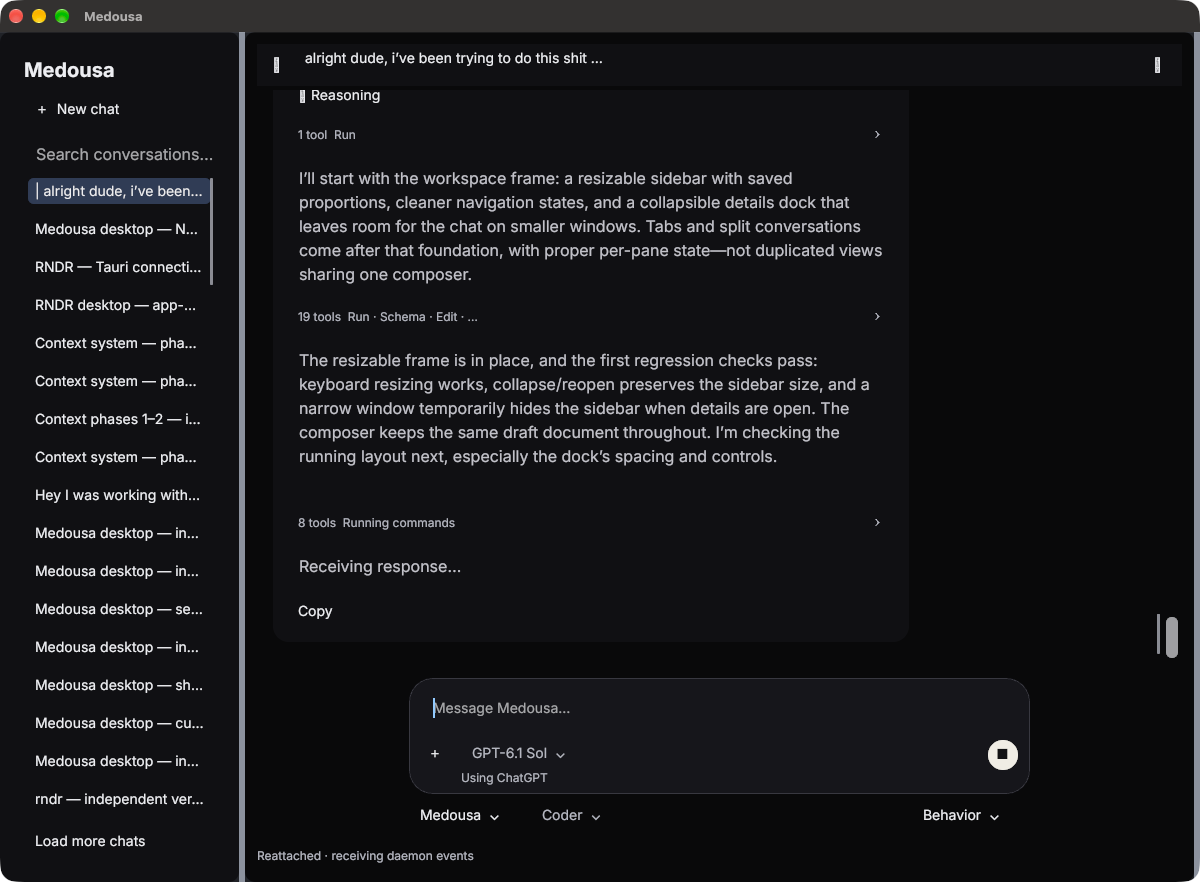 Medousa
Medousa
+ New chat
Search conversations...
alright dude, i’ve been...
Medousa desktop — N...
RNDR — Tauri connecti...
RNDR desktop — app-...
Context system — pha...
Context system — pha...
Context phases 1–2 — i...
Context system — pha...
Hey I was working with...
Medousa desktop — in...
Medousa desktop — in...
Medousa desktop — se...
Medousa desktop — in...
Medousa desktop — sh...
Medousa desktop — cu...
Medousa desktop — in...
rndr — independent ver...
Load more chats
alright dude, i’ve been trying to do this shit ...
Reasoning
1 tool Run
I’ll start with the workspace frame: a resizable sidebar with saved
proportions, cleaner navigation states, and a collapsible details dock that
leaves room for the chat on smaller windows. Tabs and split conversations
come after that foundation, with proper per-pane state—not duplicated views
sharing one composer.
19 tools Run · Schema · Edit · ...
The resizable frame is in place, and the first regression checks pass:
keyboard resizing works, collapse/reopen preserves the sidebar size, and a
narrow window temporarily hides the sidebar when details are open. The
composer keeps the same draft document throughout. I’m checking the
running layout next, especially the dock’s spacing and controls.
8 tools Running commands
Receiving response...
Copy
Message Medousa...
+ GPT-6.1 Sol
Using ChatGPT
Medousa Coder Behavior
Reattached · receiving daemon events